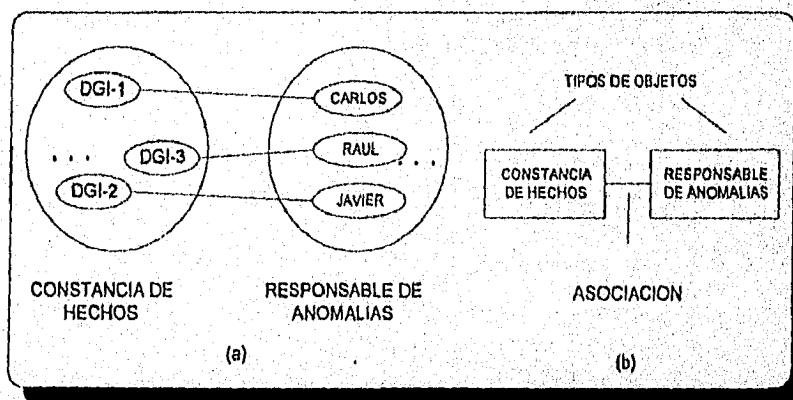 DGI-1
CARLOS
. . . DGI-3
RAUL . . .
DGI-2
JAVIER
CONSTANCIA DE
HECHOS
RESPONSABLE DE
ANOMALIAS
(a)
TIPOS DE OBJETOS
CONSTANCIA
DE HECHOS
RESPONSABLE
DE ANOMALIAS
ASOCIACION
(b)